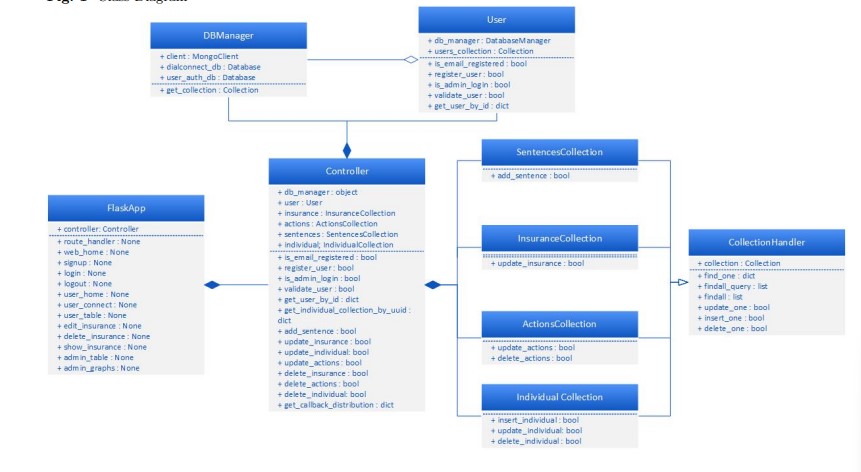 Fig. 1 Class Diagram
DBManager
+ client : MongoClient
+ dialconnect_db : Database
+ user_auth_db : Database
+ get_collection : Collection
User
+ db_manager : DatabaseManager
+ users_collection : Collection
+ is_email_registered : bool
+ register_user : bool
+ is_admin_login : bool
+ validate_user : bool
+ get_user_by_id : dict
FlaskApp
+ controller: Controller
+ route_handler : None
+ web_home : None
+ signup : None
+ login : None
+ logout : None
+ user_home : None
+ user_connect : None
+ user_table : None
+ edit_insurance : None
+ delete_insurance : None
+ show_insurance : None
+ admin_table : None
+ admin_graphs : None
Controller
+ db_manager : object
+ user : User
+ insurance : InsuranceCollection
+ actions : ActionsCollection
+ sentences : SentencesCollection
+ individual; IndividualCollection
+ is_email_registered : bool
+ register_user : bool
+ is_admin_login : bool
+ validate_user : bool
+ get_user_by_id : dict
+ get_individual_collection_by_uuid :
dict
+ add_sentence : bool
+ update_insurance : bool
+ update_individual : bool
+ update_actions : bool
+ delete_insurance : bool
+ delete_actions : bool
+ delete_individual: bool
+ get_callback_distribution : dict
SentencesCollection
+ add_sentence : bool
InsuranceCollection
+ update_insurance : bool
ActionsCollection
+ update_actions : bool
+ delete_actions : bool
Individual Collection
+ insert_individual : bool
+ update_individual: bool
+ delete_individual : bool
CollectionHandler
+ collection : Collection
+ find_one : dict
+ findall_query : list
+ findall : list
+ update_one : bool
+ insert_one : bool
+ delete_one : bool